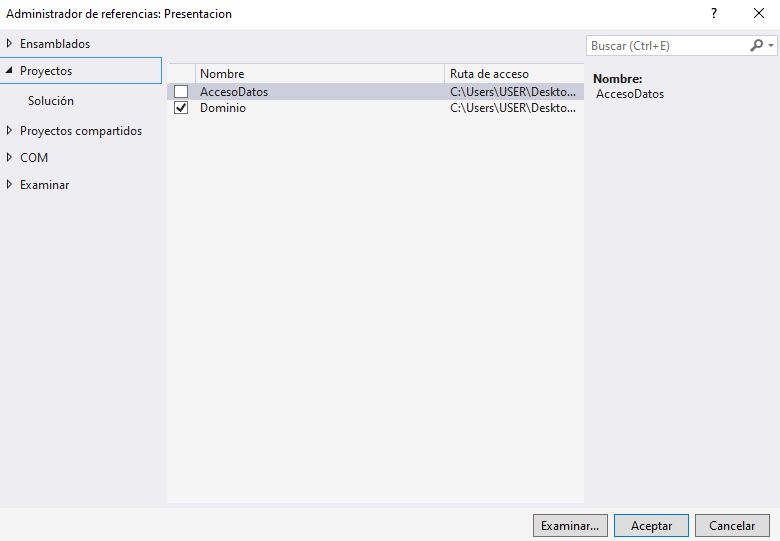 Administrador de referencias: Presentacion
?
Ensamblados
Proyectos
Solución
Proyectos compartidos
COM
Examinar
Nombre Ruta de acceso
AccesoDatos C:\Users\USER\Deskto...
Dominio C:\Users\USER\Deskto...
Buscar (Ctrl+E)
Nombre:
AccesoDatos
Examinar... Aceptar Cancelar